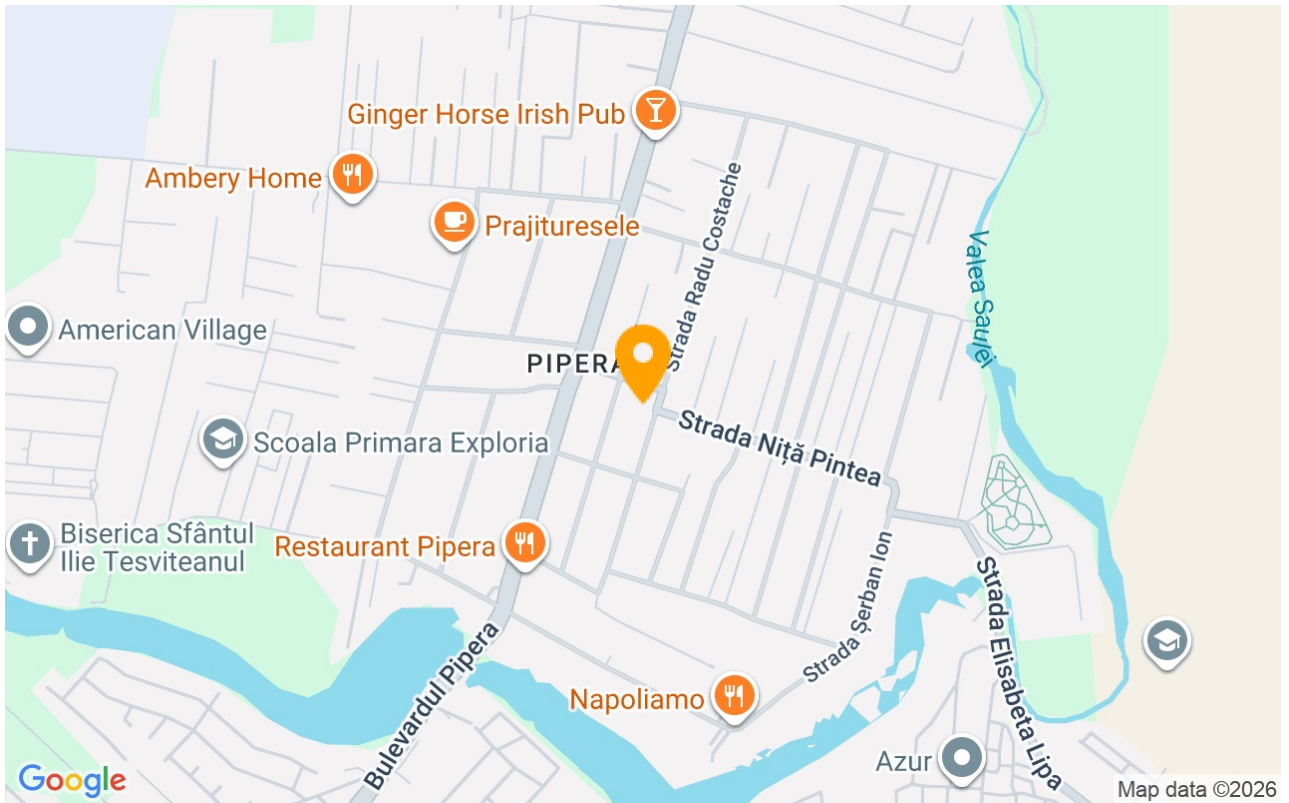 Ginger Horse Irish Pub
Ambery Home
Prajituresele
Strada Radu Costache
Valea Saulei
American Village
PIPERA
Strada Niță Pintea
Scoala Primara Exploria
Biserica Sfântul
Ilie Tesviteanul
Restaurant Pipera
Strada Șerban Ion
Strada Elisabeta Lipa
Bulevardul Pipera
Napoliamo
Azur
Google
Map data ©2026